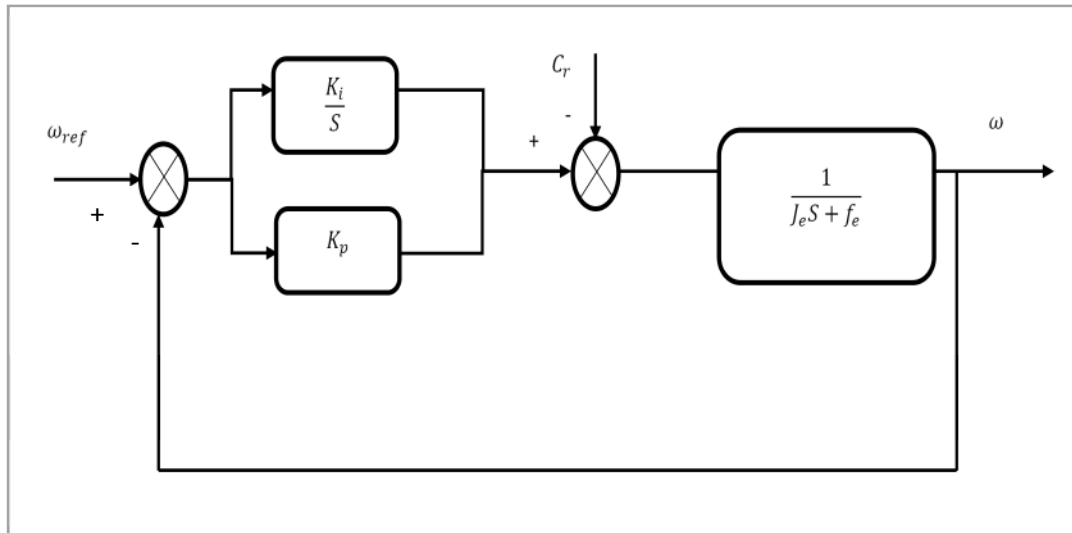 K_i
S
C_r
ω_ref
-
+
ω
+
-
K_p
1
J_e S + f_e